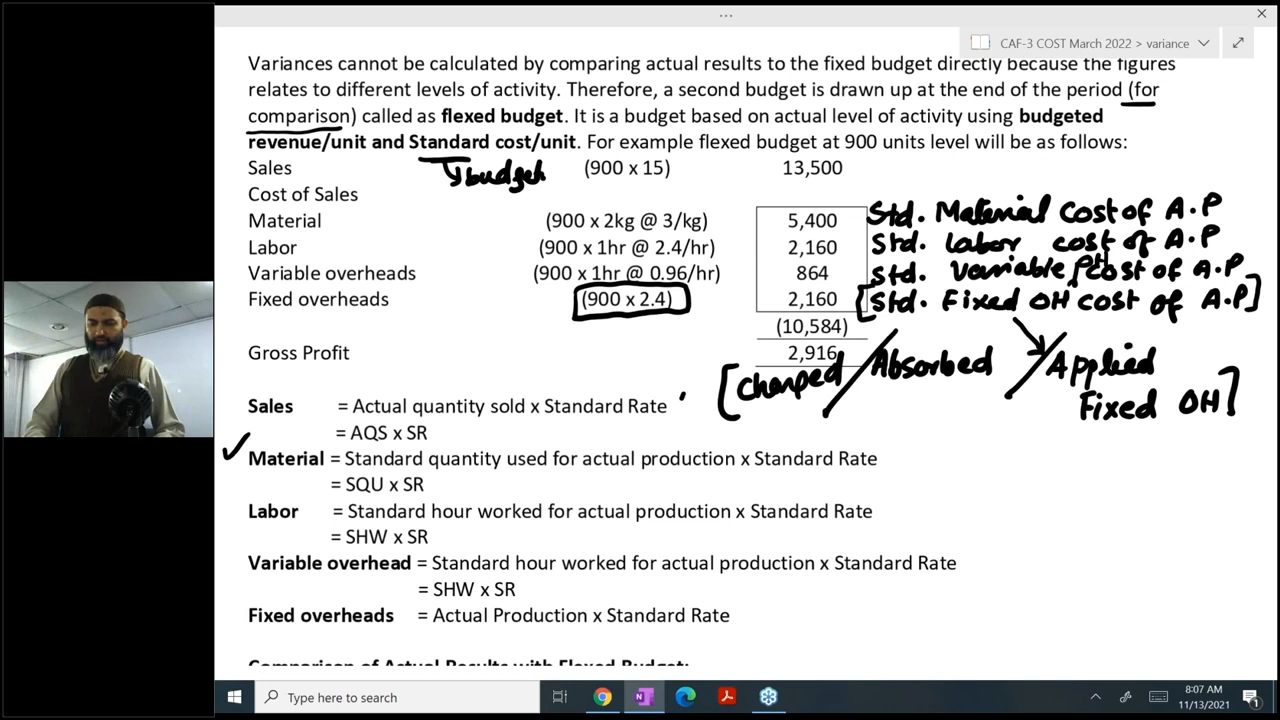 CAF-3 COST March 2022 > variance
Variances cannot be calculated by comparing actual results to the fixed budget directly because the figures
relates to different levels of activity. Therefore, a second budget is drawn up at the end of the period (for
comparison) called as flexed budget. It is a budget based on actual level of activity using budgeted
revenue/unit and Standard cost/unit. For example flexed budget at 900 units level will be as follows:
budget
Sales (900 x 15) 13,500
Cost of Sales
Material (900 x 2kg @ 3/kg) 5,400 Std. Material Cost of A.P
Labor (900 x 1hr @ 2.4/hr) 2,160 Std. labor cost of A.P
Variable overheads (900 x 1hr @ 0.96/hr) 864 Std. Variable OH cost of A.P
Fixed overheads (900 x 2.4) 2,160 [Std. Fixed OH cost of A.P]
(10,584)
Gross Profit 2,916
[Charged / Absorbed / Applied
Fixed OH]
Sales = Actual quantity sold x Standard Rate
= AQS x SR
Material = Standard quantity used for actual production x Standard Rate
= SQU x SR
Labor = Standard hour worked for actual production x Standard Rate
= SHW x SR
Variable overhead = Standard hour worked for actual production x Standard Rate
= SHW x SR
Fixed overheads = Actual Production x Standard Rate
Comparison of Actual Results with Flexed Budget:
Type here to search
8:07 AM
11/13/2021
1